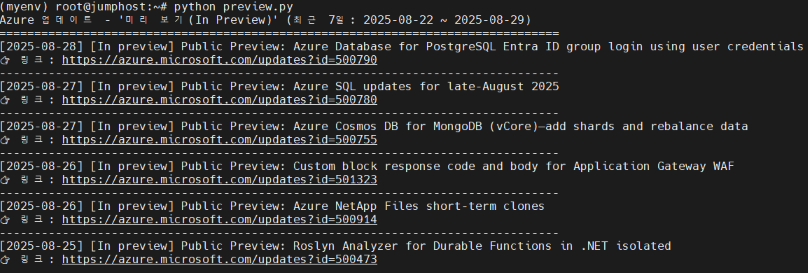 (myenv) root@jumphost:~# python preview.py
Azure 업데이트 - '미리 보기(In Preview)' (최근 7일: 2025-08-22 ~ 2025-08-29)
================================================================================
[2025-08-28] [In preview] Public Preview: Azure Database for PostgreSQL Entra ID group login using user credentials
👉 링크: https://azure.microsoft.com/updates?id=500790
--------------------------------------------------------------------------------
[2025-08-27] [In preview] Public Preview: Azure SQL updates for late-August 2025
👉 링크: https://azure.microsoft.com/updates?id=500780
--------------------------------------------------------------------------------
[2025-08-27] [In preview] Public Preview: Azure Cosmos DB for MongoDB (vCore)—add shards and rebalance data
👉 링크: https://azure.microsoft.com/updates?id=500755
--------------------------------------------------------------------------------
[2025-08-26] [In preview] Public Preview: Custom block response code and body for Application Gateway WAF
👉 링크: https://azure.microsoft.com/updates?id=501323
--------------------------------------------------------------------------------
[2025-08-26] [In preview] Public Preview: Azure NetApp Files short-term clones
👉 링크: https://azure.microsoft.com/updates?id=500914
--------------------------------------------------------------------------------
[2025-08-25] [In preview] Public Preview: Roslyn Analyzer for Durable Functions in .NET isolated
👉 링크: https://azure.microsoft.com/updates?id=500473